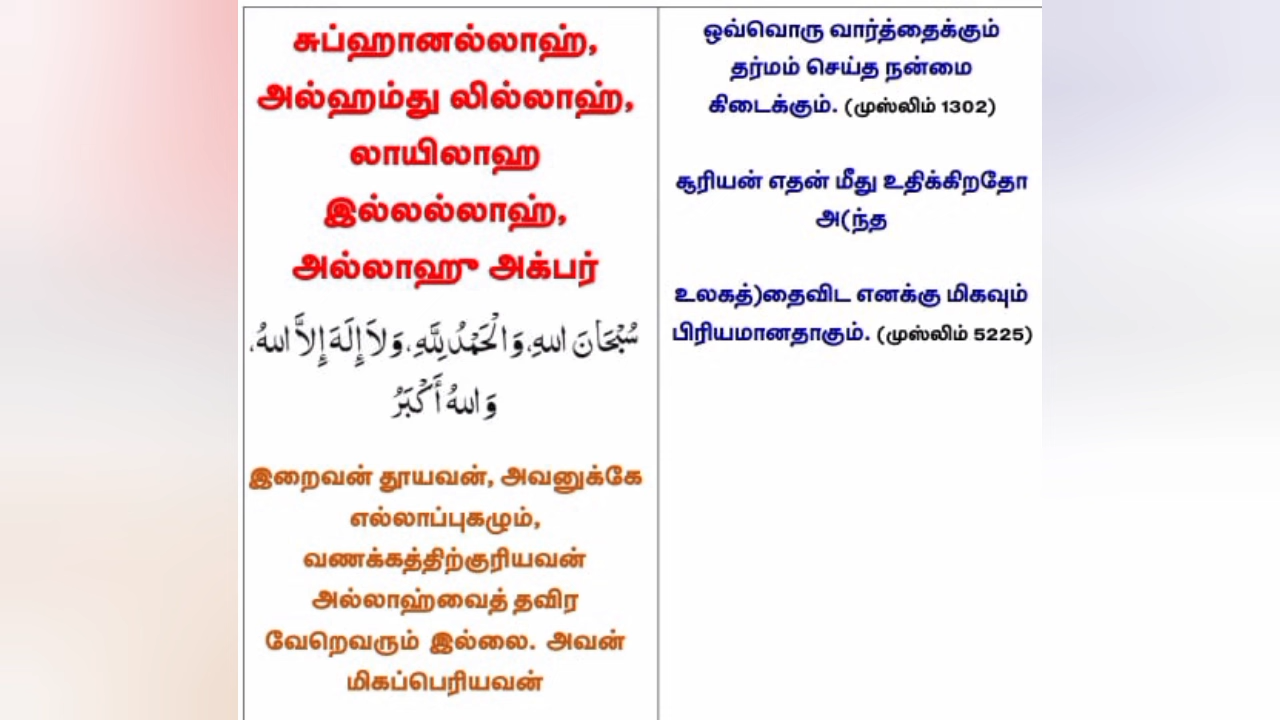 சுப்ஹானல்லாஹ்,
அல்ஹம்து லில்லாஹ்,
லாயிலாஹ
இல்லல்லாஹ்,
அல்லாஹு அக்பர்
سُبْحَانَ اللهِ، وَالْحَمْدُ لِلَّهِ، وَلاَ إِلَهَ إِلاَّ اللهُ،
وَاللهُ أَكْبَرُ
இறைவன் தூயவன், அவனுக்கே
எல்லாப்புகழும்,
வணக்கத்திற்குரியவன்
அல்லாஹ்வைத் தவிர
வேறெவரும் இல்லை. அவன்
மிகப்பெரியவன்
ஒவ்வொரு வார்த்தைக்கும்
தர்மம் செய்த நன்மை
கிடைக்கும். (முஸ்லிம் 1302)
சூரியன் எதன் மீது உதிக்கிறதோ
அ(ந்த
உலகத்)தைவிட எனக்கு மிகவும்
பிரியமானதாகும். (முஸ்லிம் 5225)